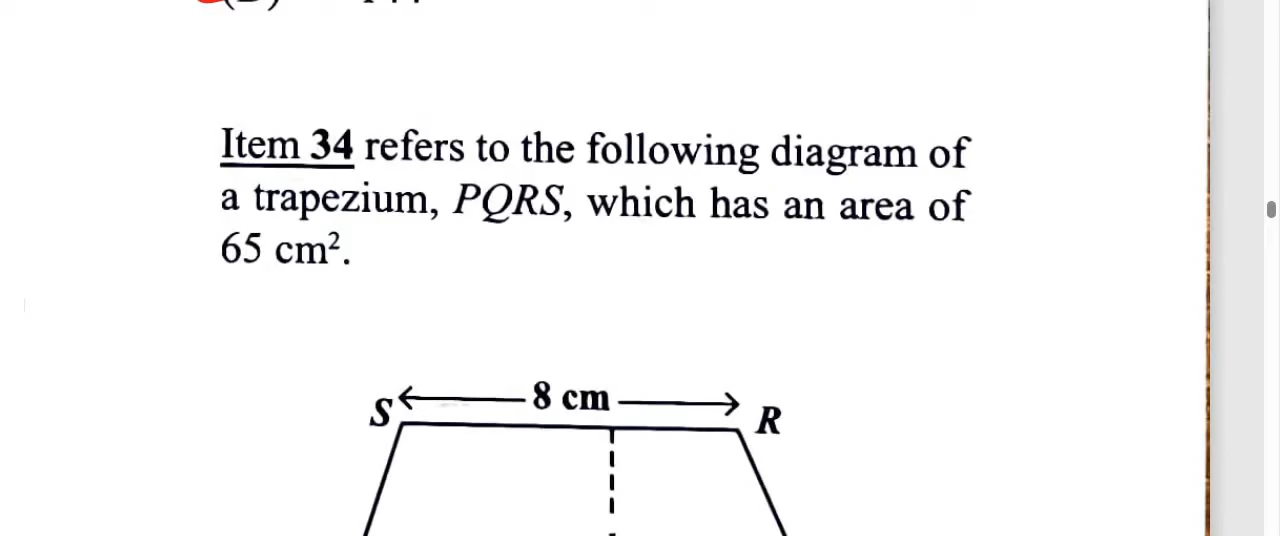 Item 34 refers to the following diagram of
a trapezium, PQRS, which has an area of
65 cm².
8 cm
S
R